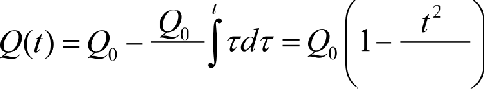 Q(t) = Q₀ − Q₀/ ∫ᵗ τdτ = Q₀(1 − t²/ )